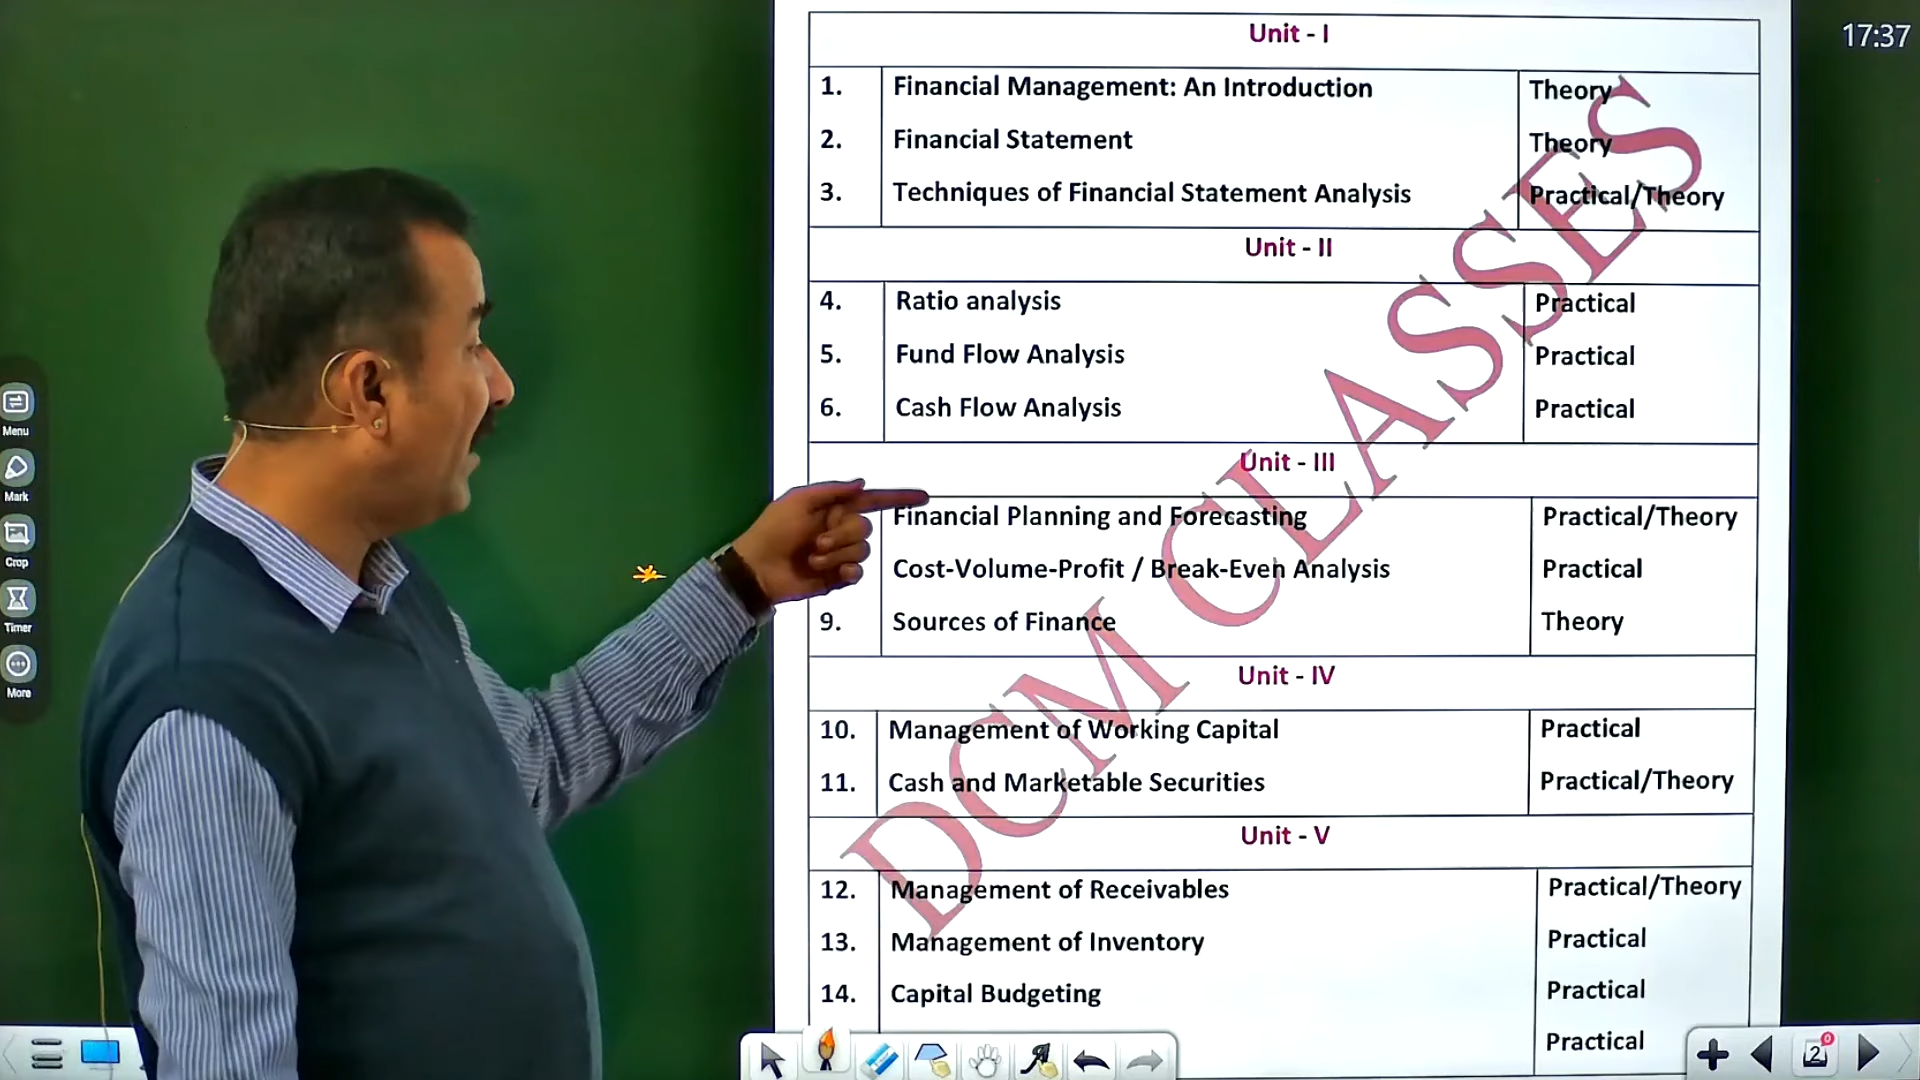 17:37
Unit - I
1. Financial Management: An Introduction Theory
2. Financial Statement Theory
3. Techniques of Financial Statement Analysis Practical/Theory
Unit - II
4. Ratio analysis Practical
5. Fund Flow Analysis Practical
6. Cash Flow Analysis Practical
Unit - III
Financial Planning and Forecasting Practical/Theory
Cost-Volume-Profit / Break-Even Analysis Practical
9. Sources of Finance Theory
Unit - IV
10. Management of Working Capital Practical
11. Cash and Marketable Securities Practical/Theory
Unit - V
12. Management of Receivables Practical/Theory
13. Management of Inventory Practical
14. Capital Budgeting Practical
Practical
DCM CLASSES
Menu
Mark
Crop
Timer
More
2
0